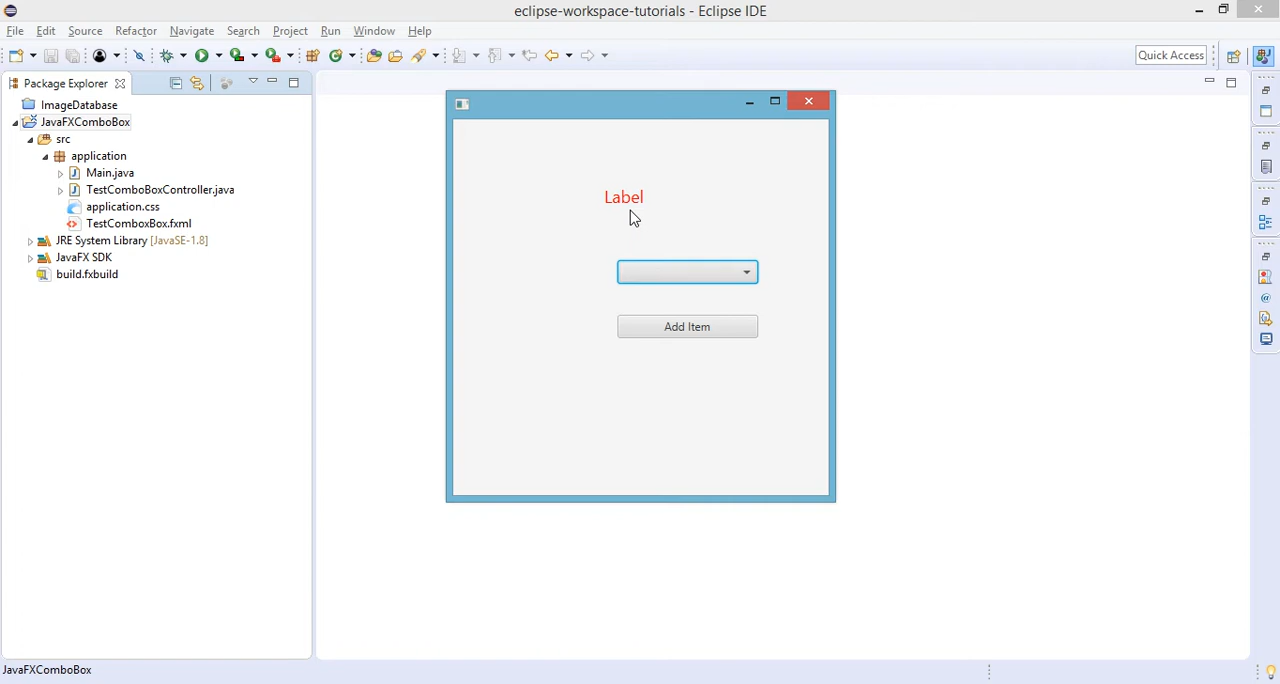 eclipse-workspace-tutorials - Eclipse IDE
File Edit Source Refactor Navigate Search Project Run Window Help
Quick Access
Package Explorer
ImageDatabase
JavaFXComboBox
src
application
Main.java
TestComboBoxController.java
application.css
TestComboxBox.fxml
JRE System Library [JavaSE-1.8]
JavaFX SDK
build.fxbuild
Label
Add Item
JavaFXComboBox